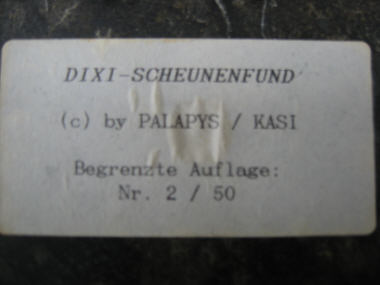 DIXI-SCHEUNENFUND
(c) by PALAPYS / KASI
Begrenzte Auflage:
Nr. 2 / 50